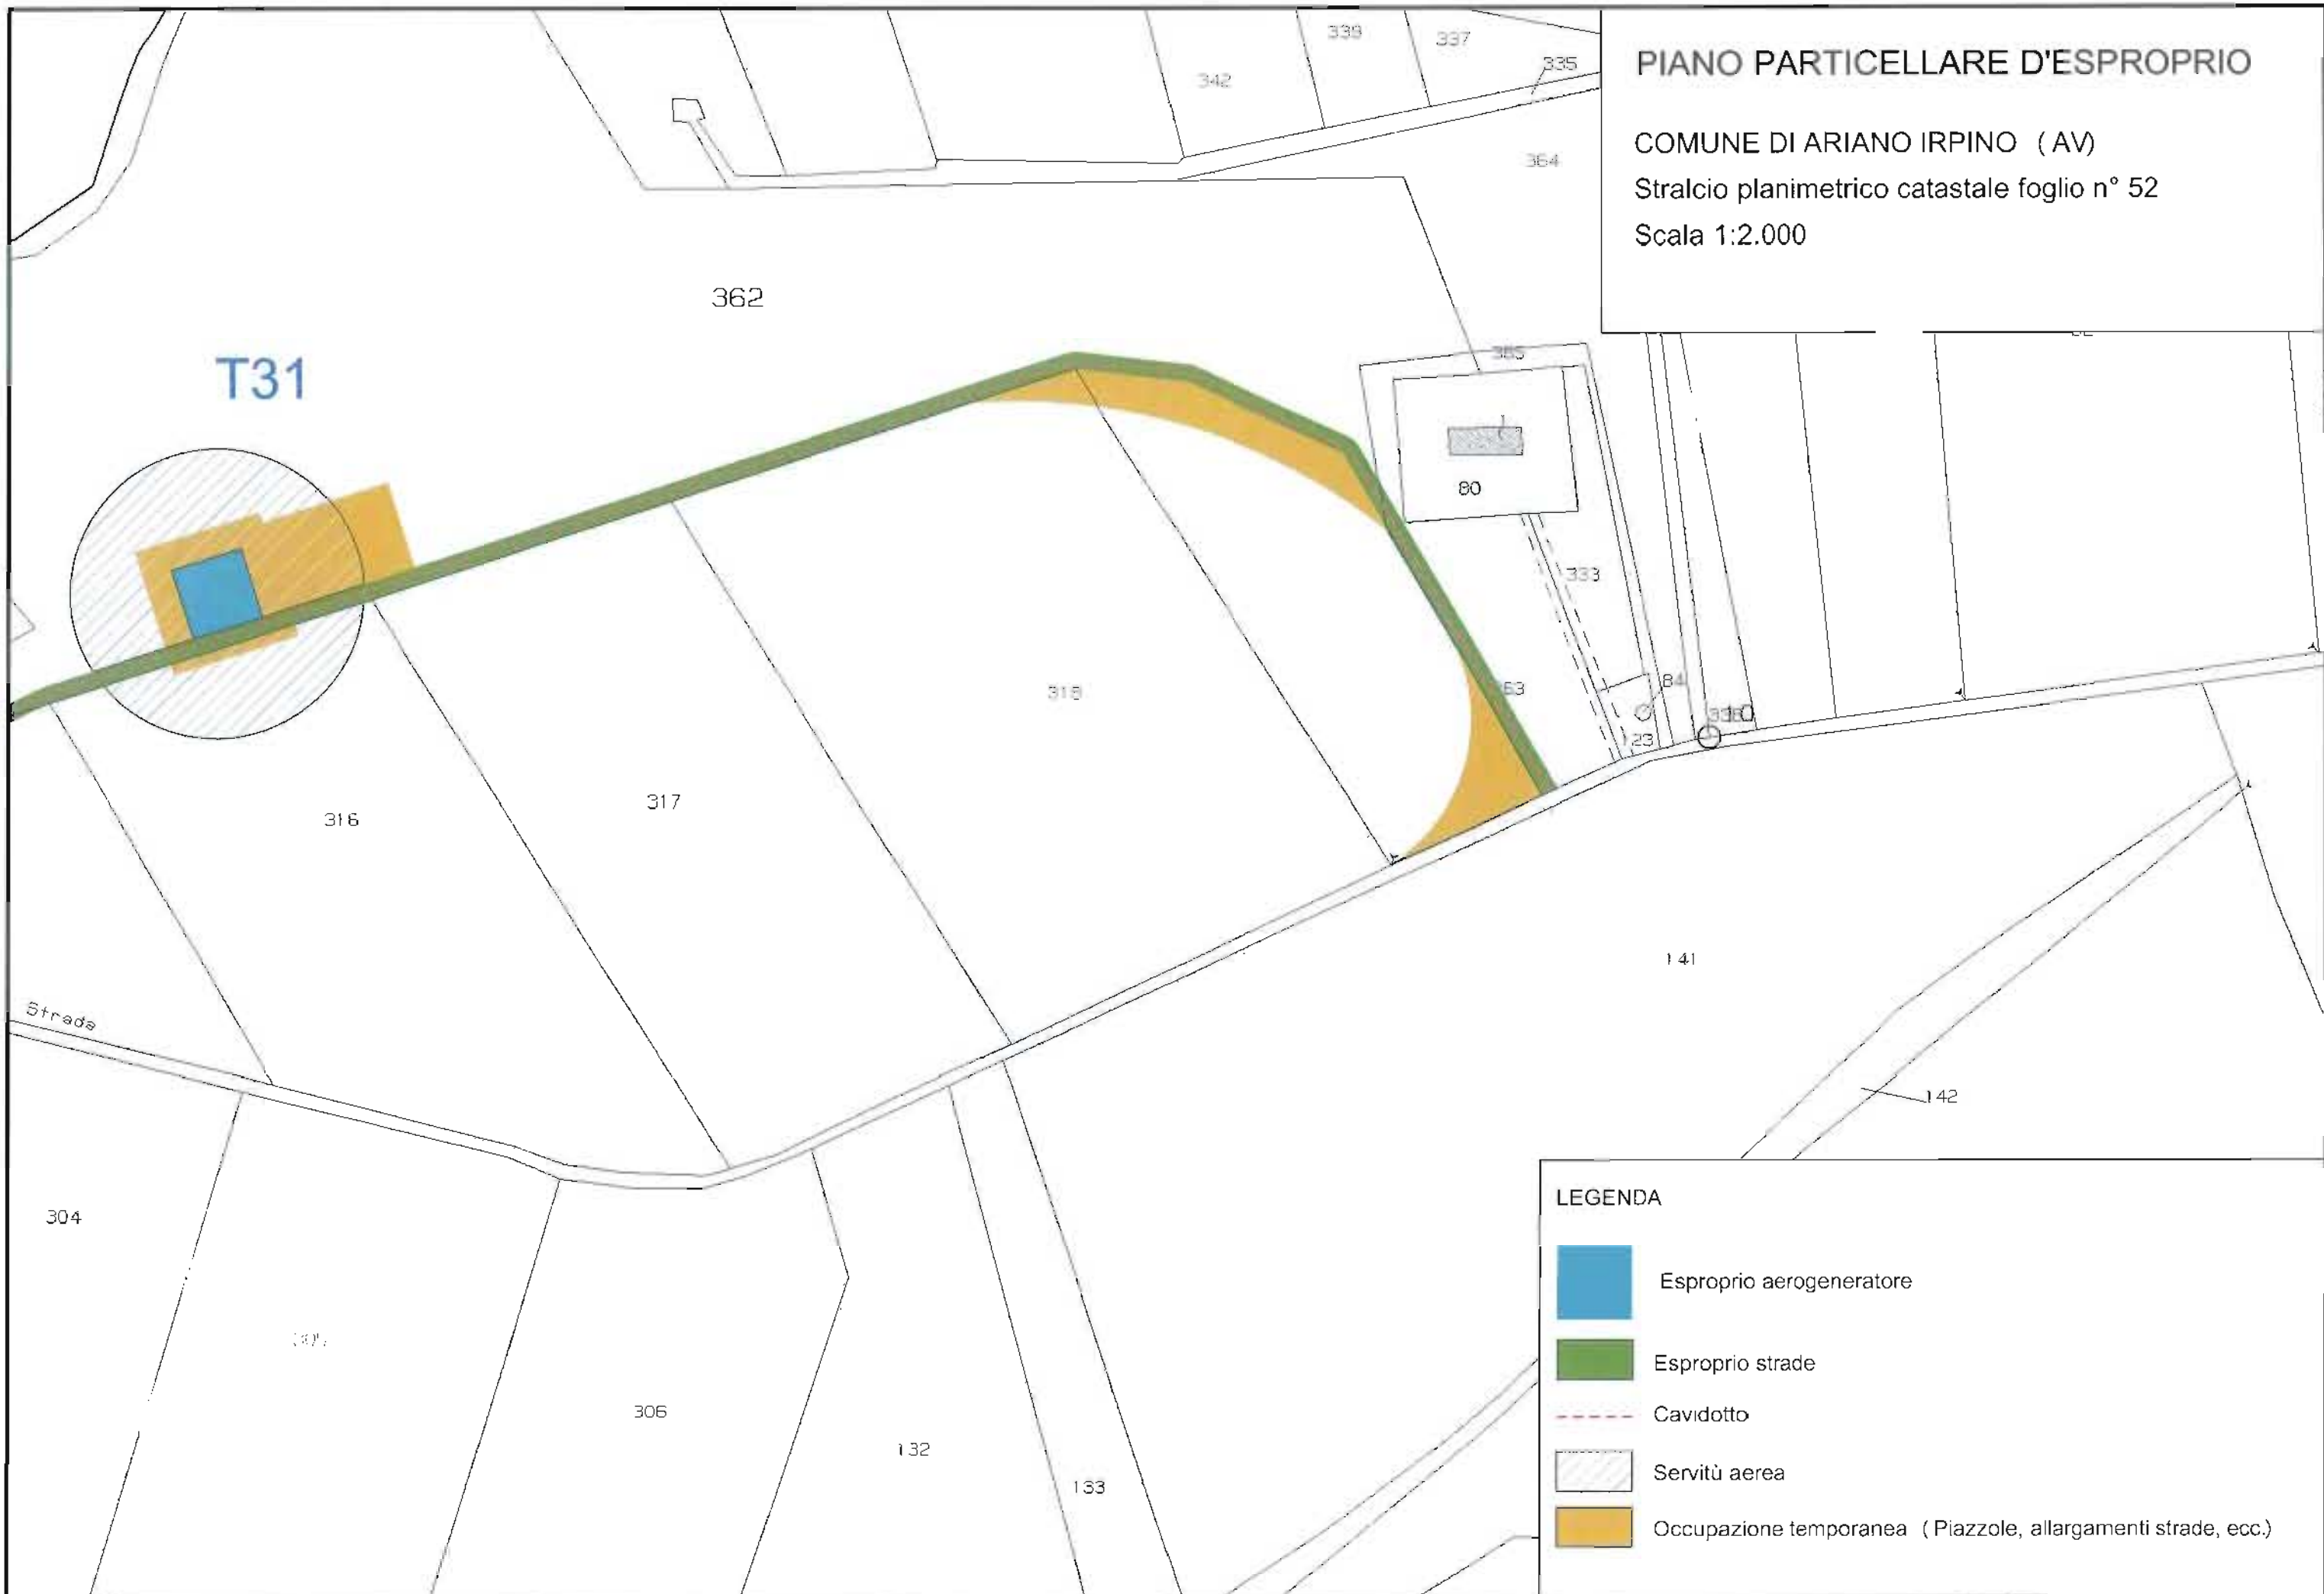 PIANO PARTICELLARE D'ESPROPRIO
COMUNE DI ARIANO IRPINO ( AV)
Stralcio planimetrico catastale foglio n° 52
Scala 1:2.000
339
337
335
342
364
362
T31
365
80
333
318
84
123
317
316
141
Strada
142
304
306
132
133
LEGENDA
Esproprio aerogeneratore
Esproprio strade
Cavidotto
Servitù aerea
Occupazione temporanea ( Piazzole, allargamenti strade, ecc.)